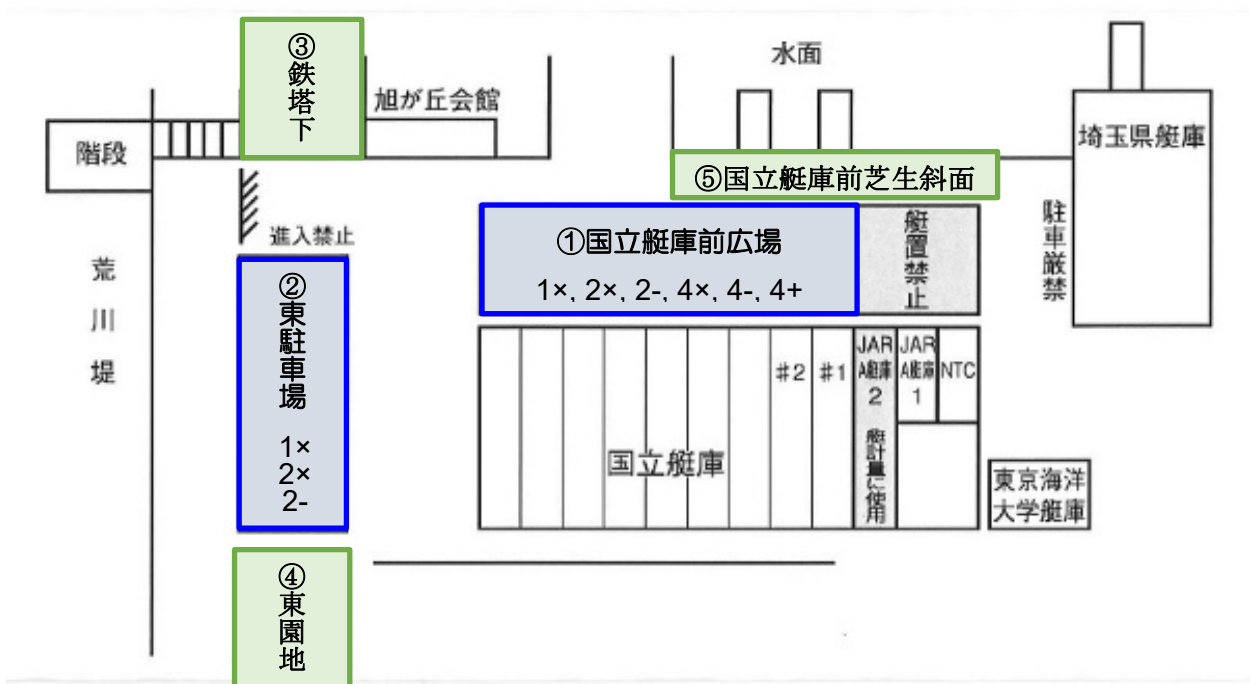 ③鉄塔下
旭が丘会館
水面
階段
埼玉県艇庫
⑤国立艇庫前芝生斜面
進入禁止
①国立艇庫前広場
1×, 2×, 2-, 4×, 4-, 4+
艇置禁止
駐車厳禁
荒川堤
②東駐車場
1×
2×
2-
#2
#1
JAR
A艇庫
2
艇計量に使用
JAR
A艇庫
1
NTC
国立艇庫
東京海洋
大学艇庫
④東園地